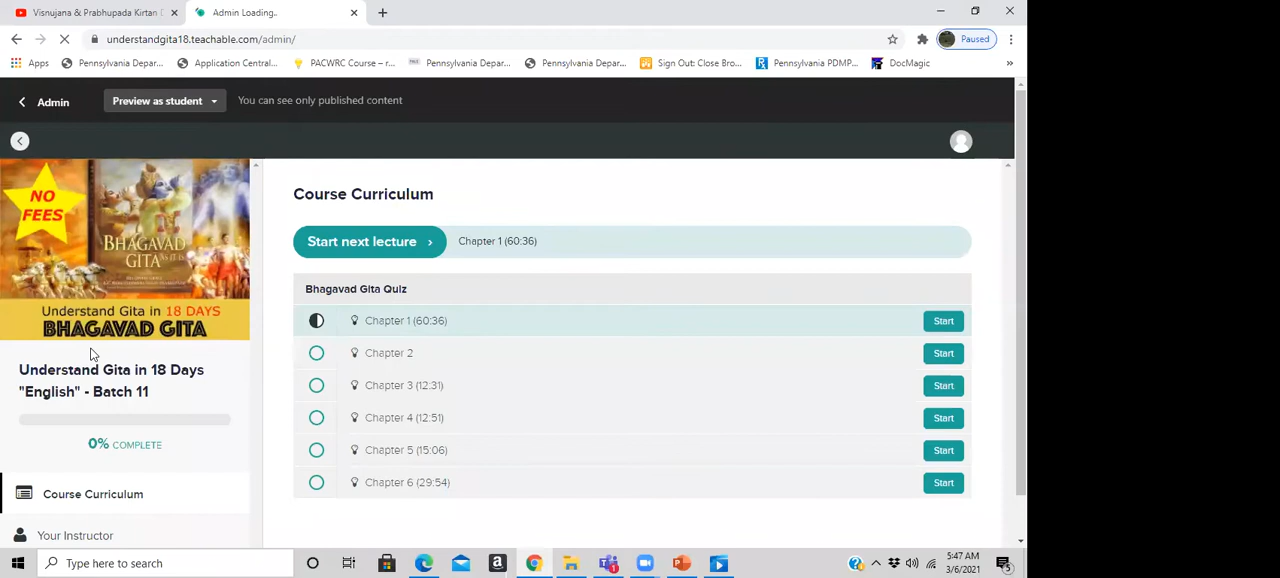 Visnujana & Prabhupada Kirtan
Admin Loading..
understandgita18.teachable.com/admin/
Paused
Apps
Pennsylvania Depar...
Application Central...
PACWRC Course – r...
Pennsylvania Depar...
Pennsylvania Depar...
Sign Out: Close Bro...
Pennsylvania PDMP...
DocMagic
Admin
Preview as student
You can see only published content
NO
FEES
BHAGAVAD
GITA
AS IT IS
Understand Gita in 18 DAYS
BHAGAVAD GITA
Understand Gita in 18 Days
"English" - Batch 11
0% COMPLETE
Course Curriculum
Your Instructor
Course Curriculum
Start next lecture
Chapter 1 (60:36)
Bhagavad Gita Quiz
Chapter 1 (60:36)
Start
Chapter 2
Start
Chapter 3 (12:31)
Start
Chapter 4 (12:51)
Start
Chapter 5 (15:06)
Start
Chapter 6 (29:54)
Start
Type here to search
5:47 AM
3/6/2021